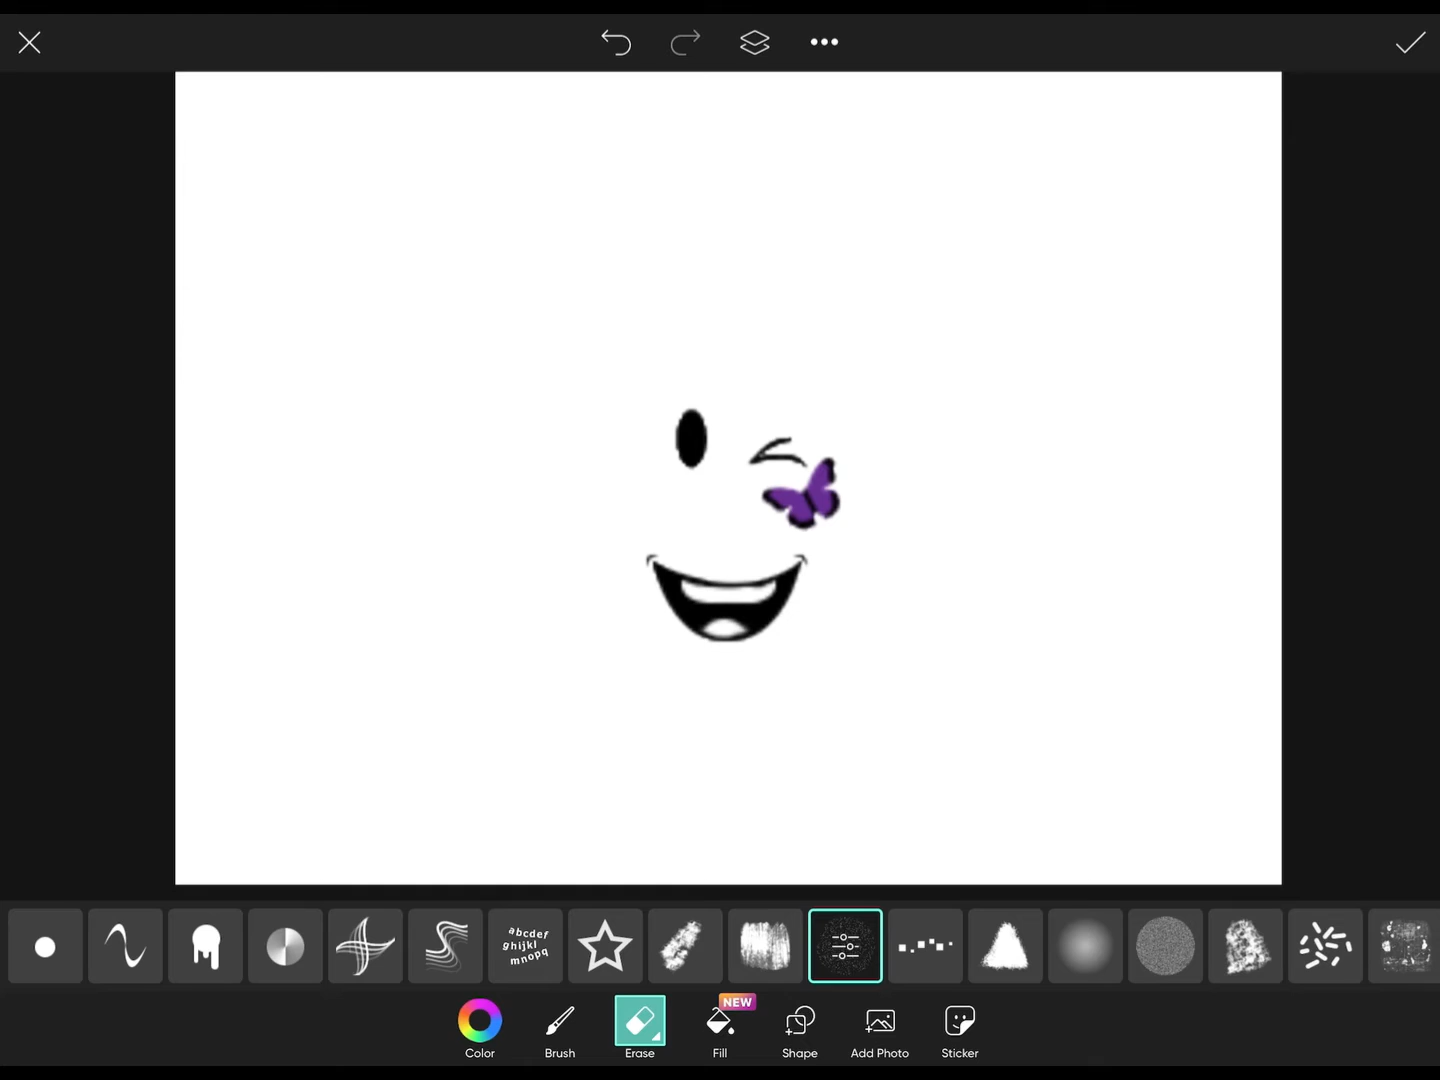 abcdef
ghijkl
mnopq
NEW
Color
Brush
Erase
Fill
Shape
Add Photo
Sticker